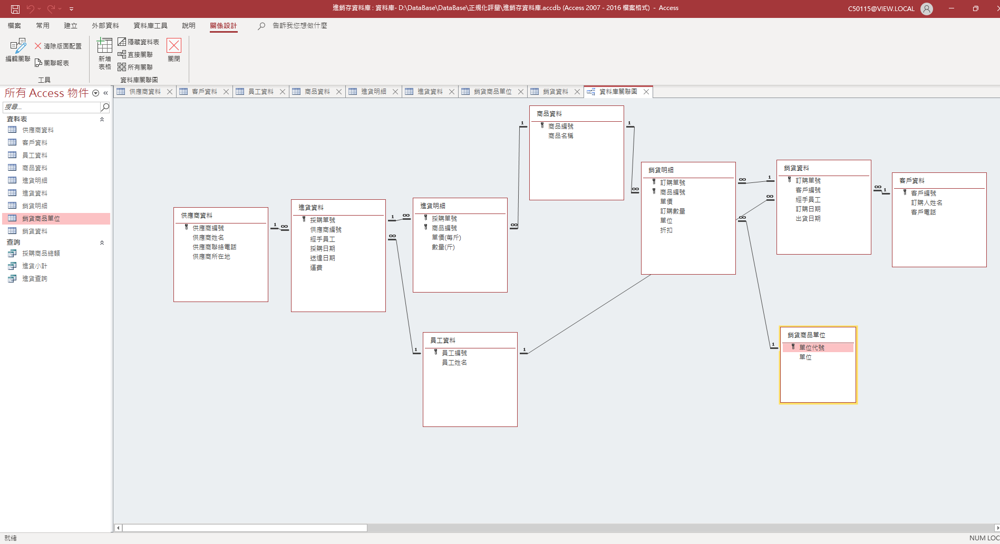 進銷存資料庫 : 資料庫- D:\DataBase\DataBase\正規化評量\進銷存資料庫.accdb (Access 2007 - 2016 檔案格式) - Access
C50115@VIEW.LOCAL
檔案 常用 建立 外部資料 資料庫工具 說明 關係設計 告訴我您想做什麼
編輯關聯
清除版面配置
關聯報表
工具
新增
表格
隱藏資料表
直接關聯
所有關聯
關閉
資料庫關聯圖
所有 Access 物件
搜尋...
資料表
供應商資料
客戶資料
員工資料
商品資料
進貨明細
進貨資料
銷貨明細
銷貨商品單位
銷貨資料
查詢
採購商品總額
進貨小計
進貨查詢
供應商資料 客戶資料 員工資料 商品資料 進貨明細 進貨資料 銷貨商品單位 銷貨資料 資料庫關聯圖
供應商資料
供應商編號
供應商姓名
供應商聯絡電話
供應商所在地
1 ∞
進貨資料
採購單號
供應商編號
經手員工
採購日期
送達日期
運費
1 ∞
∞
進貨明細
採購單號
商品編號
單價(每斤)
數量(斤)
∞
1
商品資料
商品編號
商品名稱
1
∞
員工資料
員工編號
員工姓名
1
1
銷貨明細
訂購單號
商品編號
單價
訂購數量
單位
折扣
∞ 1
∞
∞
銷貨資料
訂購單號
客戶編號
經手員工
訂購日期
出貨日期
∞ 1
客戶資料
客戶編號
訂購人姓名
客戶電話
1
銷貨商品單位
單位代號
單位
就緒
NUM LOC